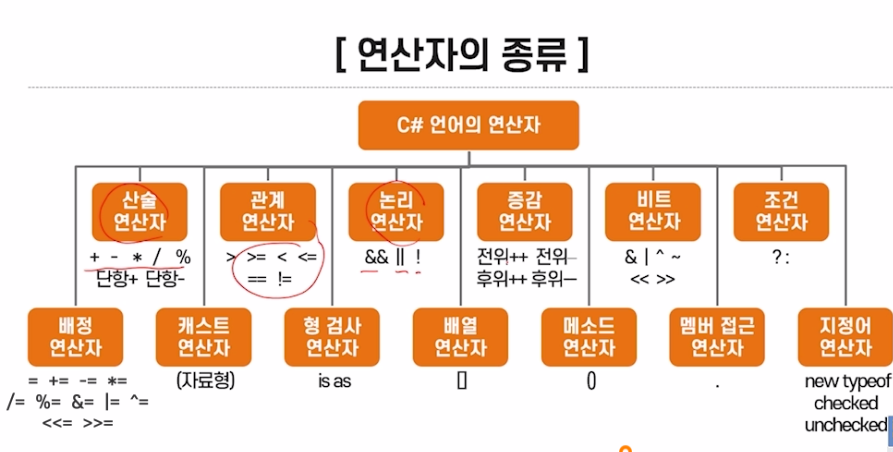 [ 연산자의 종류 ]
C# 언어의 연산자
산술
연산자
관계
연산자
논리
연산자
증감
연산자
비트
연산자
조건
연산자
+ - * / %
단항+ 단항-
> >= < <=
== !=
&& || !
전위++ 전위--
후위++ 후위--
& | ^ ~
<< >>
? :
배정
연산자
캐스트
연산자
형 검사
연산자
배열
연산자
메소드
연산자
멤버 접근
연산자
지정어
연산자
= += -= *=
/= %= &= |= ^=
<<= >>=
(자료형)
is as
[]
()
.
new typeof
checked
unchecked